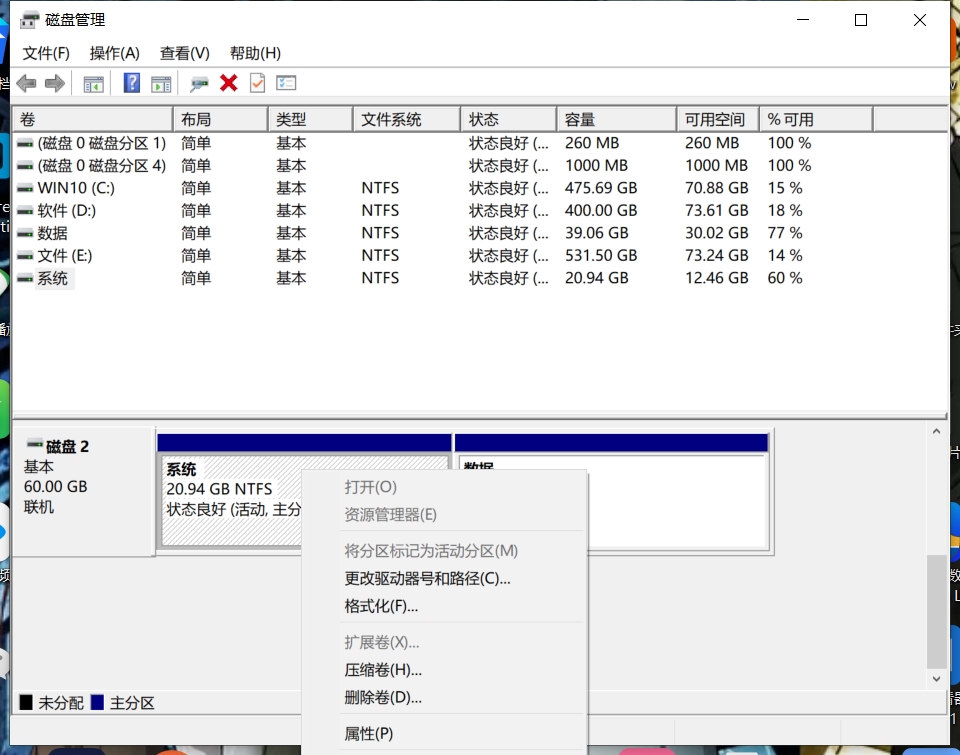 磁盘管理
文件(F) 操作(A) 查看(V) 帮助(H)
卷 布局 类型 文件系统 状态 容量 可用空间 % 可用
(磁盘 0 磁盘分区 1) 简单 基本 状态良好 (... 260 MB 260 MB 100 %
(磁盘 0 磁盘分区 4) 简单 基本 状态良好 (... 1000 MB 1000 MB 100 %
WIN10 (C:) 简单 基本 NTFS 状态良好 (... 475.69 GB 70.88 GB 15 %
软件 (D:) 简单 基本 NTFS 状态良好 (... 400.00 GB 73.61 GB 18 %
数据 简单 基本 NTFS 状态良好 (... 39.06 GB 30.02 GB 77 %
文件 (E:) 简单 基本 NTFS 状态良好 (... 531.50 GB 73.24 GB 14 %
系统 简单 基本 NTFS 状态良好 (... 20.94 GB 12.46 GB 60 %
磁盘 2
基本
60.00 GB
联机
系统
20.94 GB NTFS
状态良好 (活动, 主分
数据
打开(O)
资源管理器(E)
将分区标记为活动分区(M)
更改驱动器号和路径(C)...
格式化(F)...
扩展卷(X)...
压缩卷(H)...
删除卷(D)...
属性(P)
未分配 主分区